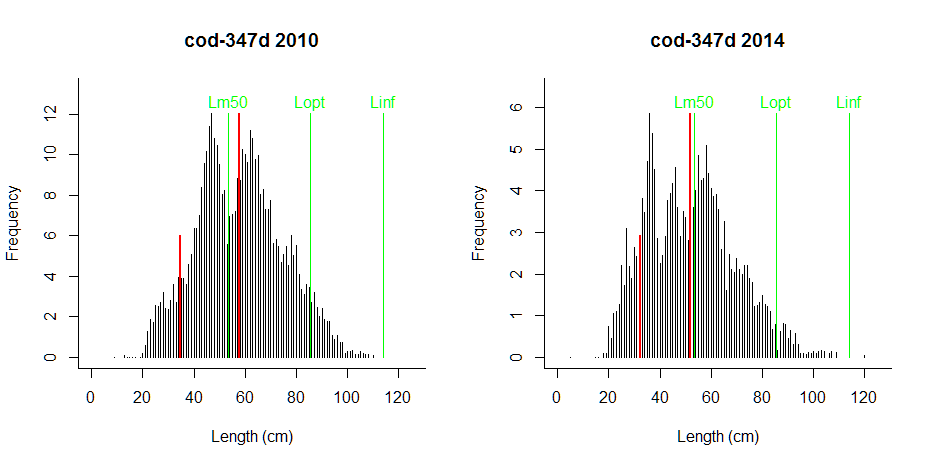 cod-347d 2010
Lm50 Lopt Linf
12
10
8
6
4
2
0
Frequency
0 20 40 60 80 100 120
Length (cm)
cod-347d 2014
Lm50 Lopt Linf
6
5
4
3
2
1
0
Frequency
0 20 40 60 80 100 120
Length (cm)